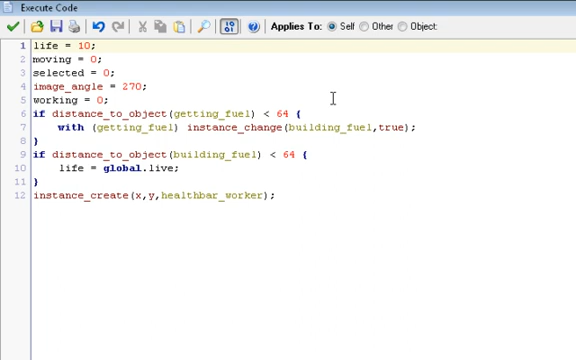 Execute Code
Applies To: Self Other Object:
1 life = 10;
2 moving = 0;
3 selected = 0;
4 image_angle = 270;
5 working = 0;
6 if distance_to_object(getting_fuel) < 64 {
7 with (getting_fuel) instance_change(building_fuel,true);
8 }
9 if distance_to_object(building_fuel) < 64 {
10 life = global.live;
11 }
12 instance_create(x,y,healthbar_worker);